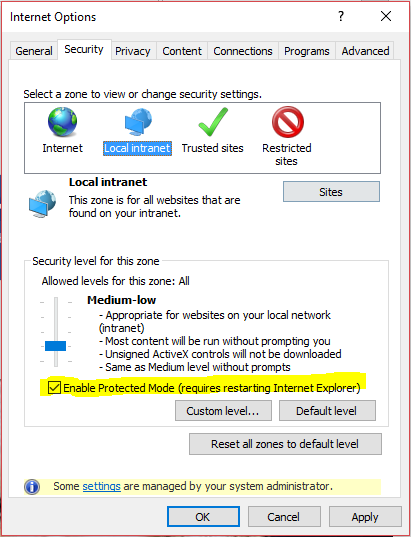 Internet Options
General Security Privacy Content Connections Programs Advanced
Select a zone to view or change security settings.
Internet Local intranet Trusted sites Restricted
sites
Local intranet
Sites
This zone is for all websites that are
found on your intranet.
Security level for this zone
Allowed levels for this zone: All
Medium-low
- Appropriate for websites on your local network
(intranet)
- Most content will be run without prompting you
- Unsigned ActiveX controls will not be downloaded
- Same as Medium level without prompts
Enable Protected Mode (requires restarting Internet Explorer)
Custom level... Default level
Reset all zones to default level
Some settings are managed by your system administrator.
OK Cancel Apply